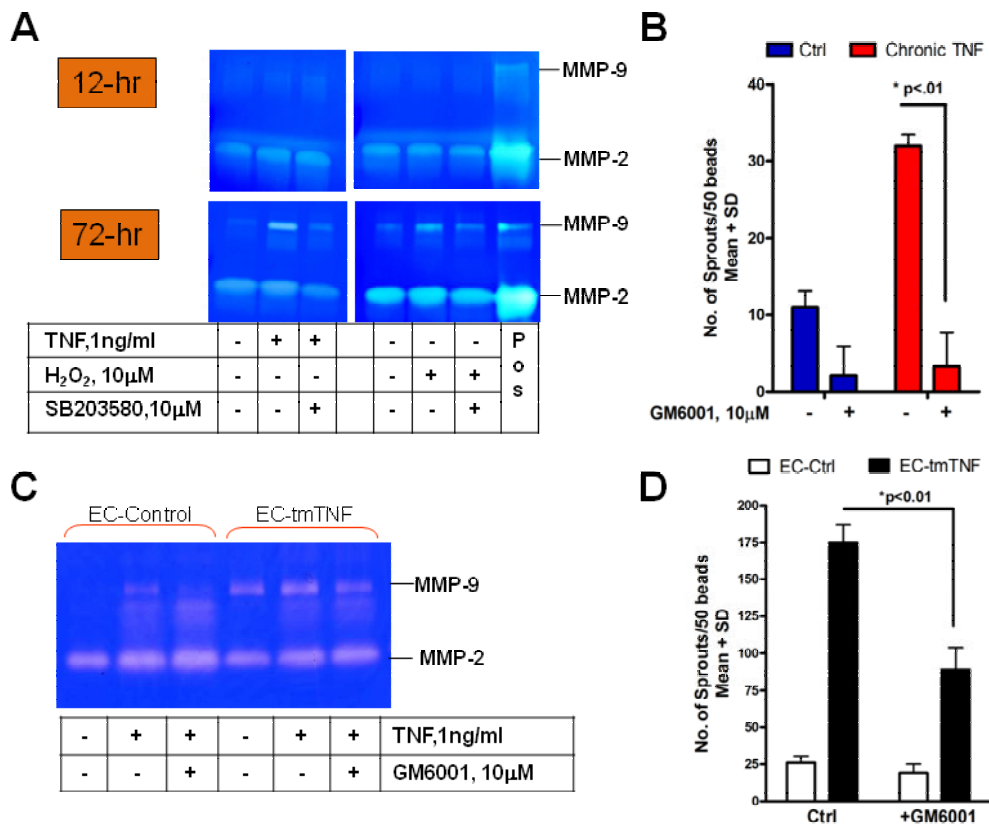 A
12-hr
MMP-9
MMP-2
72-hr
MMP-9
MMP-2
TNF,1ng/ml - + + - - - P o s
H₂O₂, 10μM - - - - + +
SB203580,10μM - - + - - +
B
Ctrl Chronic TNF
* p<.01
40
30
20
10
0
No. of Sprouts/50 beads
Mean + SD
GM6001, 10μM - + - +
C
EC-Control EC-tmTNF
MMP-9
MMP-2
- + + - + + TNF,1ng/ml
- - + - - + GM6001, 10μM
D
EC-Ctrl EC-tmTNF
*p<0.01
200
175
150
125
100
75
50
25
0
No. of Sprouts/50 beads
Mean + SD
Ctrl +GM6001